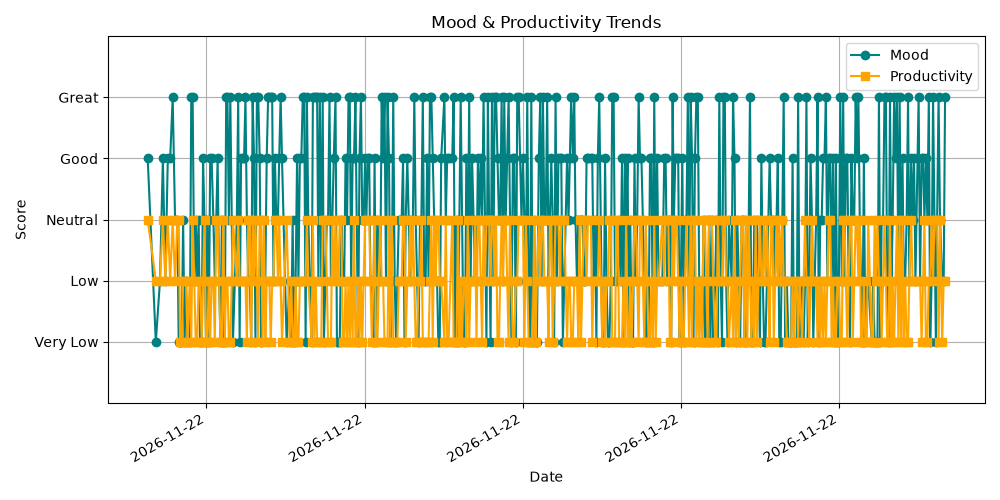 Mood & Productivity Trends
Mood
Productivity
Great
Good
Neutral
Low
Very Low
Score
2026-11-22
2026-11-22
2026-11-22
2026-11-22
2026-11-22
Date